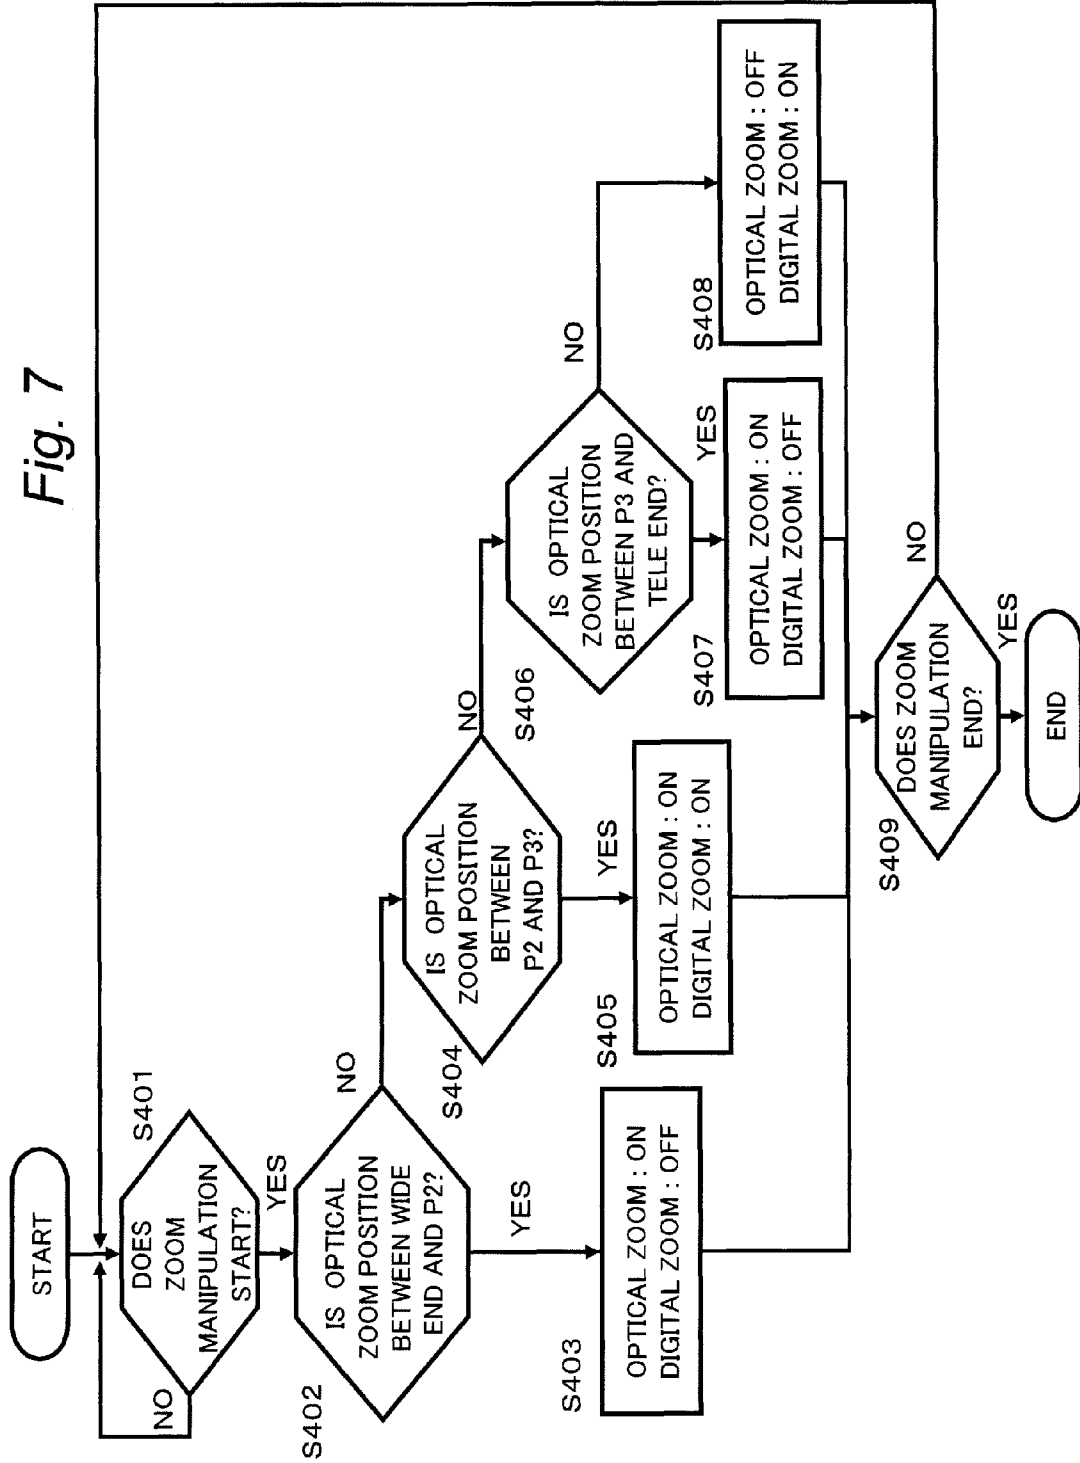 Fig. 7
START
S401
DOES
ZOOM
MANIPULATION
START?
NO
YES
S402
IS OPTICAL
ZOOM POSITION
BETWEEN WIDE
END AND P2?
NO
YES
S403
OPTICAL ZOOM : ON
DIGITAL ZOOM : OFF
S404
IS OPTICAL
ZOOM POSITION
BETWEEN
P2 AND P3?
NO
YES
S405
OPTICAL ZOOM : ON
DIGITAL ZOOM : ON
S406
IS OPTICAL
ZOOM POSITION
BETWEEN P3 AND
TELE END?
NO
YES
S407
OPTICAL ZOOM : ON
DIGITAL ZOOM : OFF
S408
OPTICAL ZOOM : OFF
DIGITAL ZOOM : ON
S409
DOES ZOOM
MANIPULATION
END?
NO
YES
END